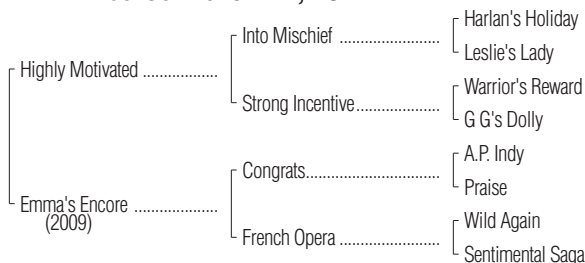 Harlan's Holiday
Into Mischief ....................
Leslie's Lady
Highly Motivated .................
Warrior's Reward
Strong Incentive....................
G G's Dolly
A.P. Indy
Congrats................................
Praise
Emma's Encore ...................
(2009)
Wild Again
French Opera ........................
Sentimental Saga